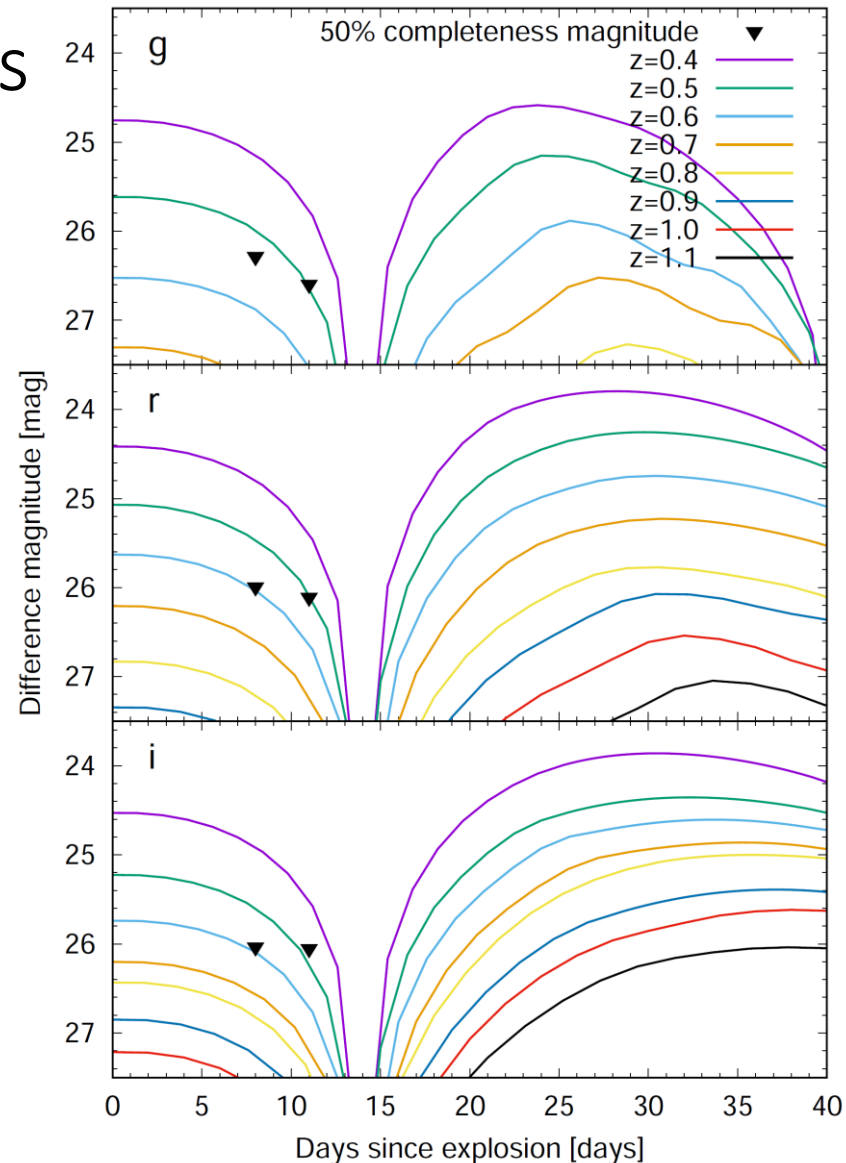 S
g
50% completeness magnitude
z=0.4
z=0.5
z=0.6
z=0.7
z=0.8
z=0.9
z=1.0
z=1.1
24
25
26
27
r
24
25
26
27
i
24
25
26
27
Difference magnitude [mag]
0 5 10 15 20 25 30 35 40
Days since explosion [days]